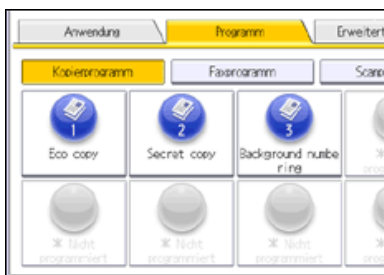 Anwendung Programm Erweitert
Kopierprogramm Faxprogramm Scanp
1 2 3
Eco copy Secret copy Background numbe
ring
* Nicht * Nicht * Nicht
programmiert programmiert programmiert